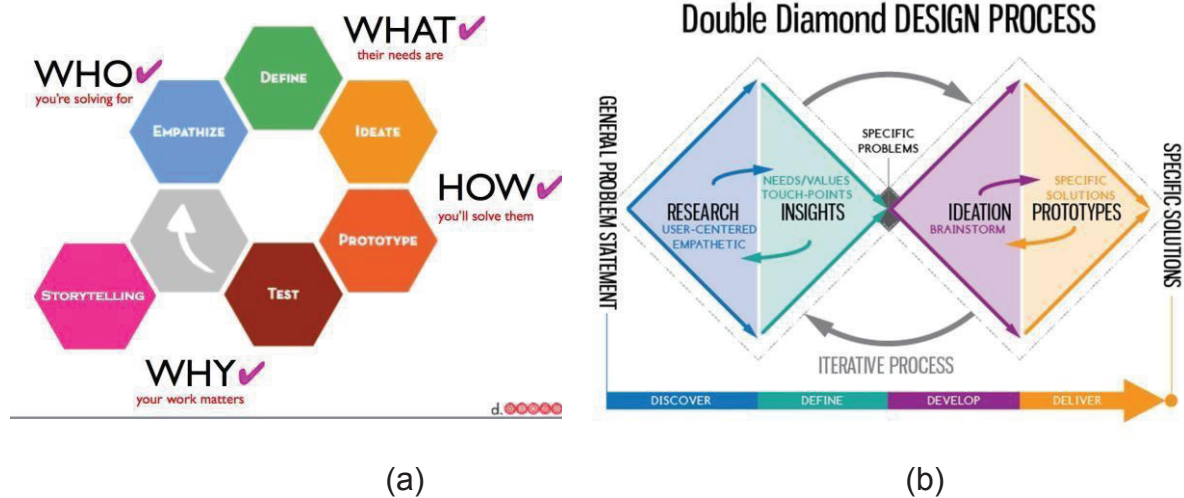 WHAT
their needs are
WHO
you're solving for
DEFINE
EMPATHIZE
IDEATE
HOW
you'll solve them
PROTOTYPE
STORYTELLING
TEST
WHY
your work matters
d.
(a)
Double Diamond DESIGN PROCESS
GENERAL PROBLEM STATEMENT
SPECIFIC
PROBLEMS
RESEARCH
USER-CENTERED
EMPATHETIC
NEEDS/VALUES
TOUCH-POINTS
INSIGHTS
IDEATION
BRAINSTORM
SPECIFIC
SOLUTIONS
PROTOTYPES
SPECIFIC SOLUTIONS
ITERATIVE PROCESS
DISCOVER
DEFINE
DEVELOP
DELIVER
(b)